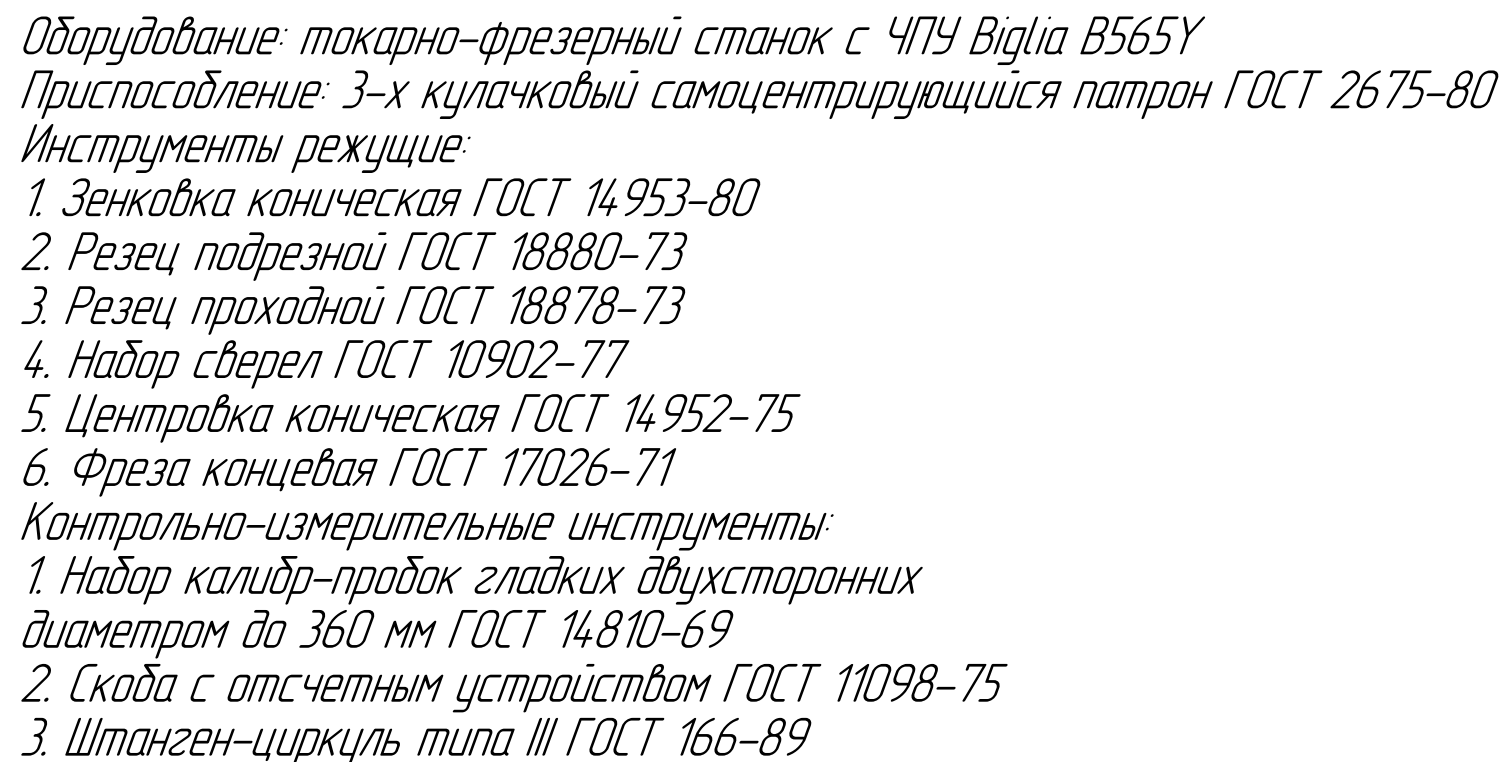 Оборудование: токарно-фрезерный станок с ЧПУ Biglia B565Y
Приспособление: 3-х кулачковый самоцентрирующийся патрон ГОСТ 2675-80
Инструменты режущие:
1. Зенковка коническая ГОСТ 14953-80
2. Резец подрезной ГОСТ 18880-73
3. Резец проходной ГОСТ 18878-73
4. Набор сверел ГОСТ 10902-77
5. Центровка коническая ГОСТ 14952-75
6. Фреза концевая ГОСТ 17026-71
Контрольно-измерительные инструменты:
1. Набор калибр-пробок гладких двухсторонних
диаметром до 360 мм ГОСТ 14810-69
2. Скоба с отсчетным устройством ГОСТ 11098-75
3. Штанген-циркуль типа III ГОСТ 166-89